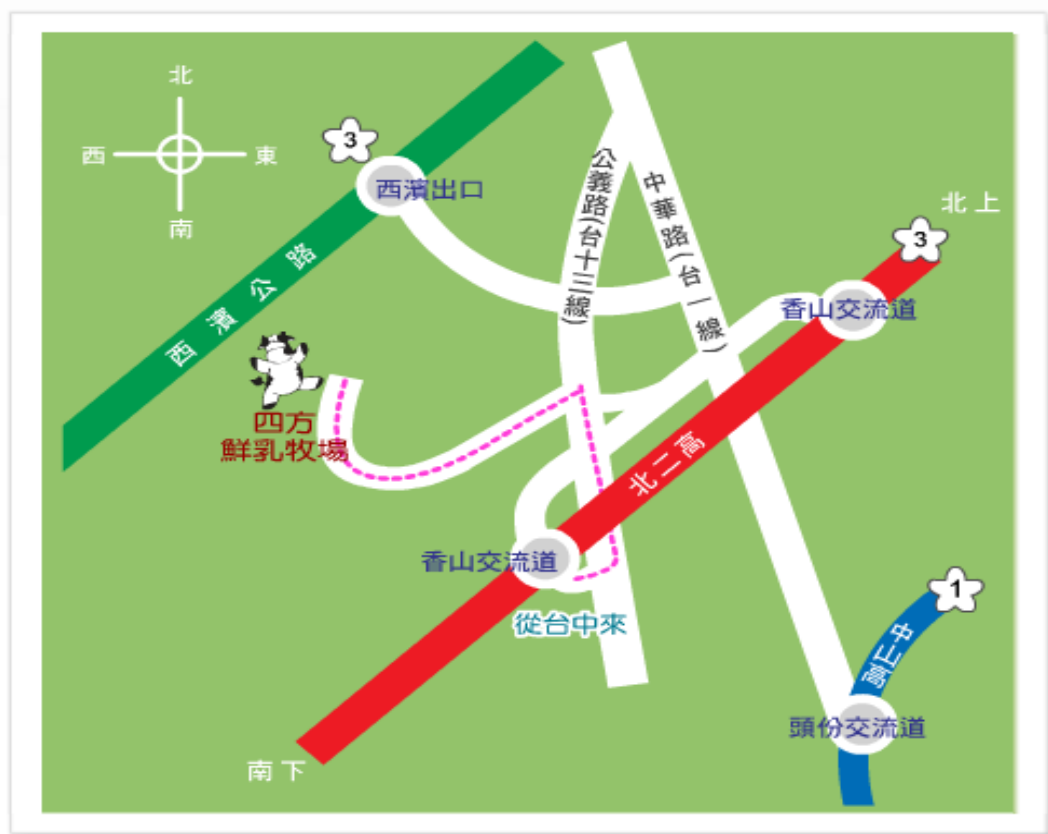 北
西
東
南
3
西濱出口
西濱公路
公義路(台十三線)
中華路(台一線)
北上
3
香山交流道
四方
鮮乳牧場
北二高
香山交流道
從台中來
1
中山高
頭份交流道
南下